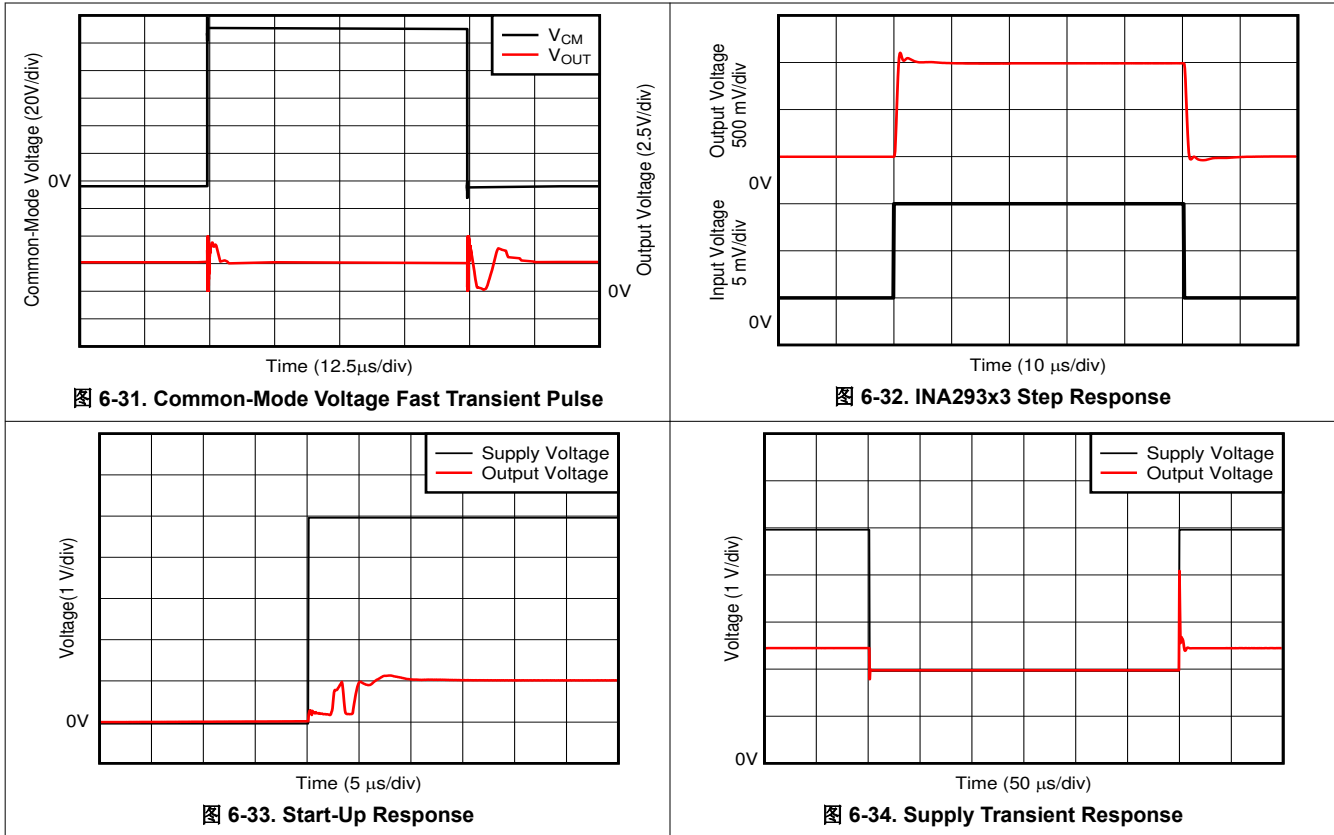 V_CM
V_OUT
Common-Mode Voltage (20V/div)
0V
Output Voltage (2.5V/div)
0V
Time (12.5μs/div)
图 6-31. Common-Mode Voltage Fast Transient Pulse
Output Voltage
500 mV/div
0V
Input Voltage
5 mV/div
0V
Time (10 μs/div)
图 6-32. INA293x3 Step Response
Supply Voltage
Output Voltage
Voltage(1 V/div)
0V
Time (5 μs/div)
图 6-33. Start-Up Response
Supply Voltage
Output Voltage
Voltage (1 V/div)
0V
Time (50 μs/div)
图 6-34. Supply Transient Response